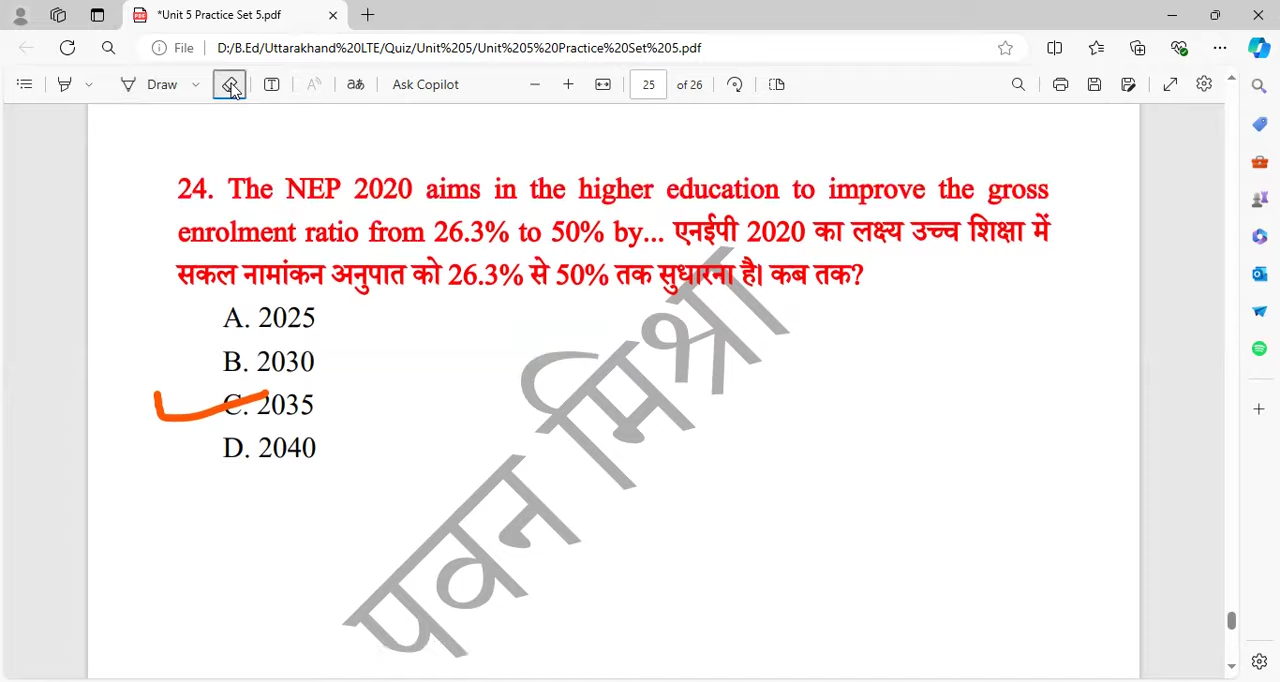 *Unit 5 Practice Set 5.pdf
File D:/B.Ed/Uttarakhand%20LTE/Quiz/Unit%205/Unit%205%20Practice%20Set%205.pdf
Draw aあ Ask Copilot 25 of 26
24. The NEP 2020 aims in the higher education to improve the gross
enrolment ratio from 26.3% to 50% by... एनईपी 2020 का लक्ष्य उच्च शिक्षा में
सकल नामांकन अनुपात को 26.3% से 50% तक सुधारना है। कब तक?
A. 2025
B. 2030
C. 2035
D. 2040
पवन मिश्रा